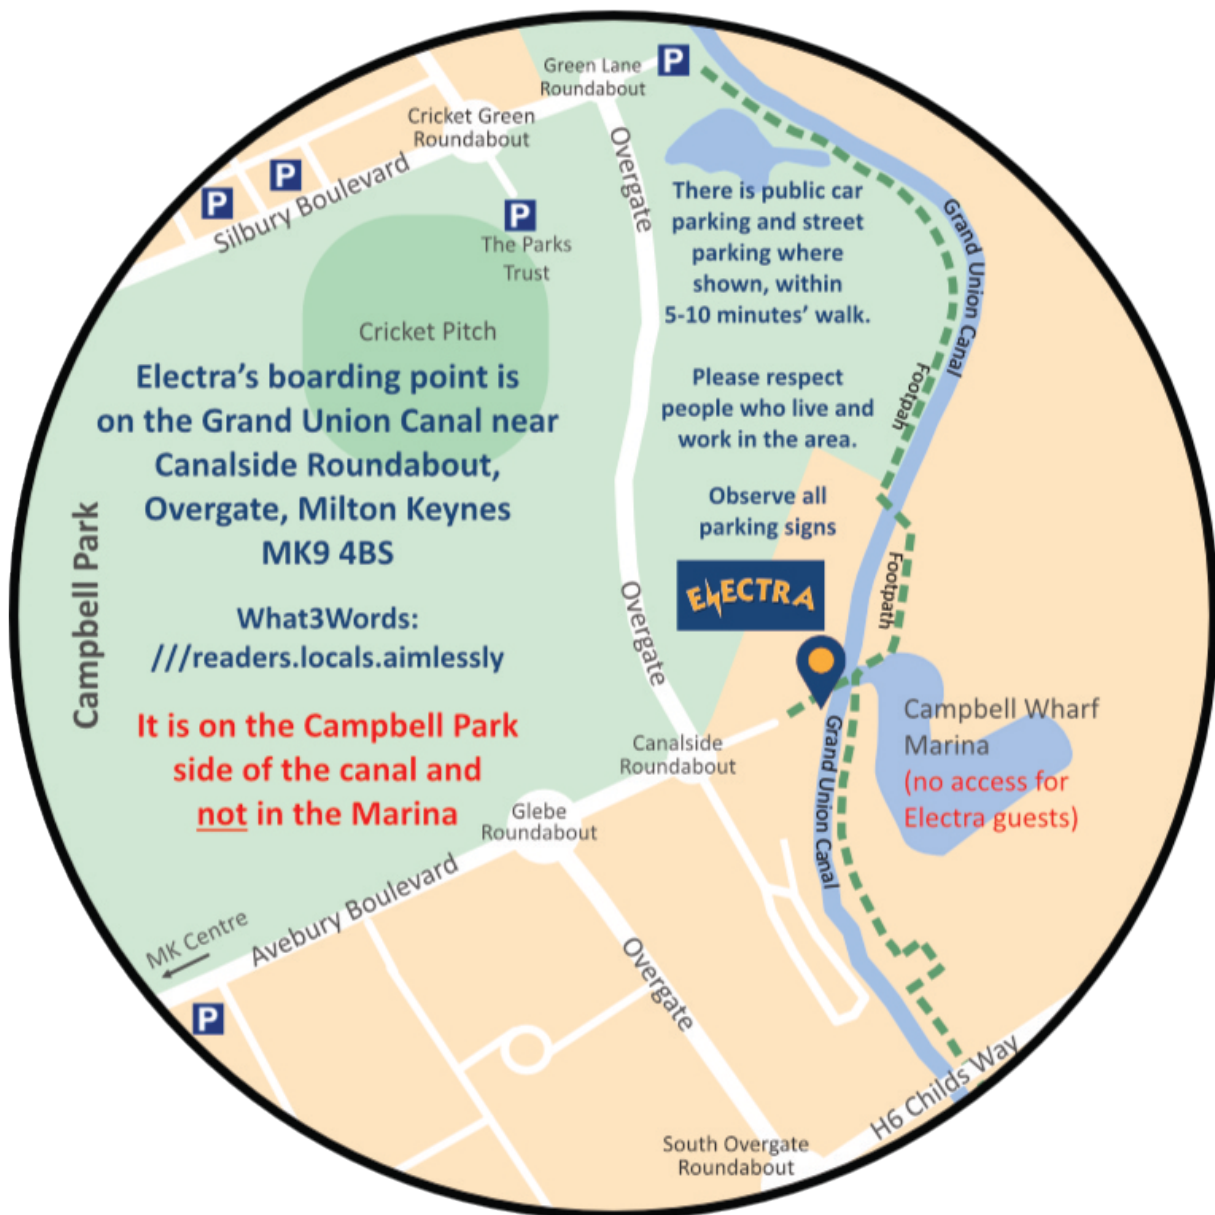 Green Lane
Roundabout
P
Cricket Green
Roundabout
Overgate
P
P
Silbury Boulevard
P
The Parks
Trust
Cricket Pitch
There is public car
parking and street
parking where
shown, within
5-10 minutes’ walk.
Please respect
people who live and
work in the area.
Observe all
parking signs
Grand Union Canal
Footpah
Footpath
Electra’s boarding point is
on the Grand Union Canal near
Canalside Roundabout,
Overgate, Milton Keynes
MK9 4BS
What3Words:
///readers.locals.aimlessly
It is on the Campbell Park
side of the canal and
not in the Marina
Campbell Park
ELECTRA
Overgate
Canalside
Roundabout
Grand Union Canal
Campbell Wharf
Marina
(no access for
Electra guests)
Glebe
Roundabout
Avebury Boulevard
MK Centre
P
Overgate
H6 Childs Way
South Overgate
Roundabout